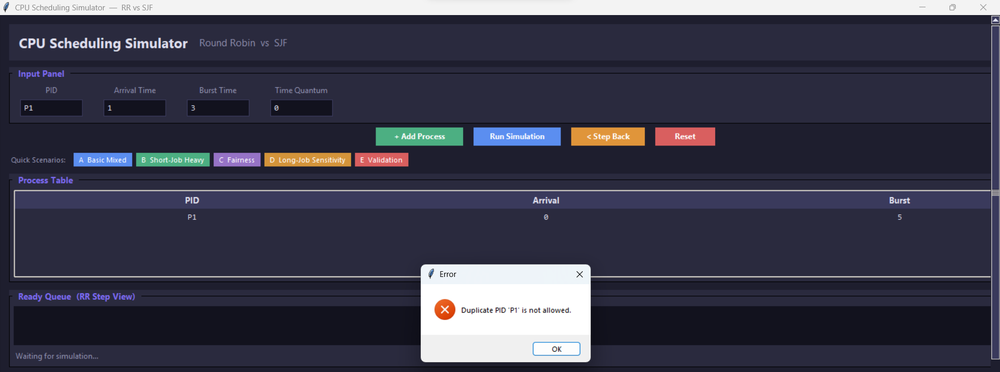 CPU Scheduling Simulator — RR vs SJF
CPU Scheduling Simulator Round Robin vs SJF
Input Panel
PID Arrival Time Burst Time Time Quantum
P1 1 3 0
+ Add Process Run Simulation < Step Back Reset
Quick Scenarios: A Basic Mixed B Short-Job Heavy C Fairness D Long-Job Sensitivity E Validation
Process Table
PID Arrival Burst
P1 0 5
Error
Duplicate PID 'P1' is not allowed.
OK
Ready Queue (RR Step View)
Waiting for simulation...